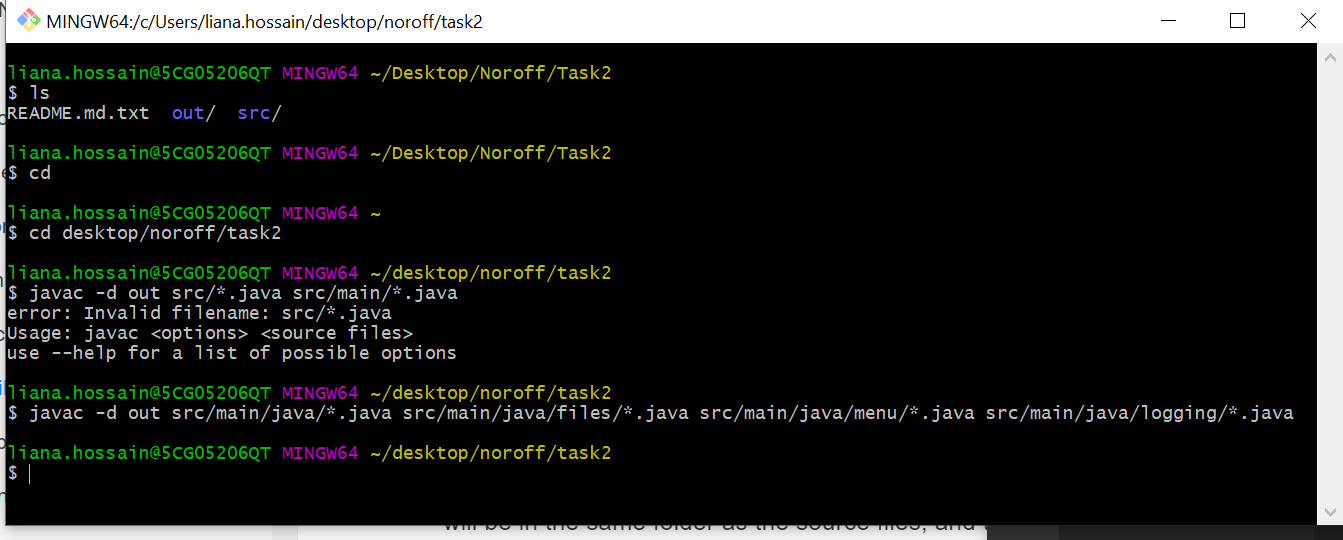 MINGW64:/c/Users/liana.hossain/desktop/noroff/task2
liana.hossain@5CG05206QT MINGW64 ~/Desktop/Noroff/Task2
$ ls
README.md.txt  out/  src/
liana.hossain@5CG05206QT MINGW64 ~/Desktop/Noroff/Task2
$ cd
liana.hossain@5CG05206QT MINGW64 ~
$ cd desktop/noroff/task2
liana.hossain@5CG05206QT MINGW64 ~/desktop/noroff/task2
$ javac -d out src/*.java src/main/*.java
error: Invalid filename: src/*.java
Usage: javac <options> <source files>
use --help for a list of possible options
liana.hossain@5CG05206QT MINGW64 ~/desktop/noroff/task2
$ javac -d out src/main/java/*.java src/main/java/files/*.java src/main/java/menu/*.java src/main/java/logging/*.java
liana.hossain@5CG05206QT MINGW64 ~/desktop/noroff/task2
$
will be in the same folder as the source files, and